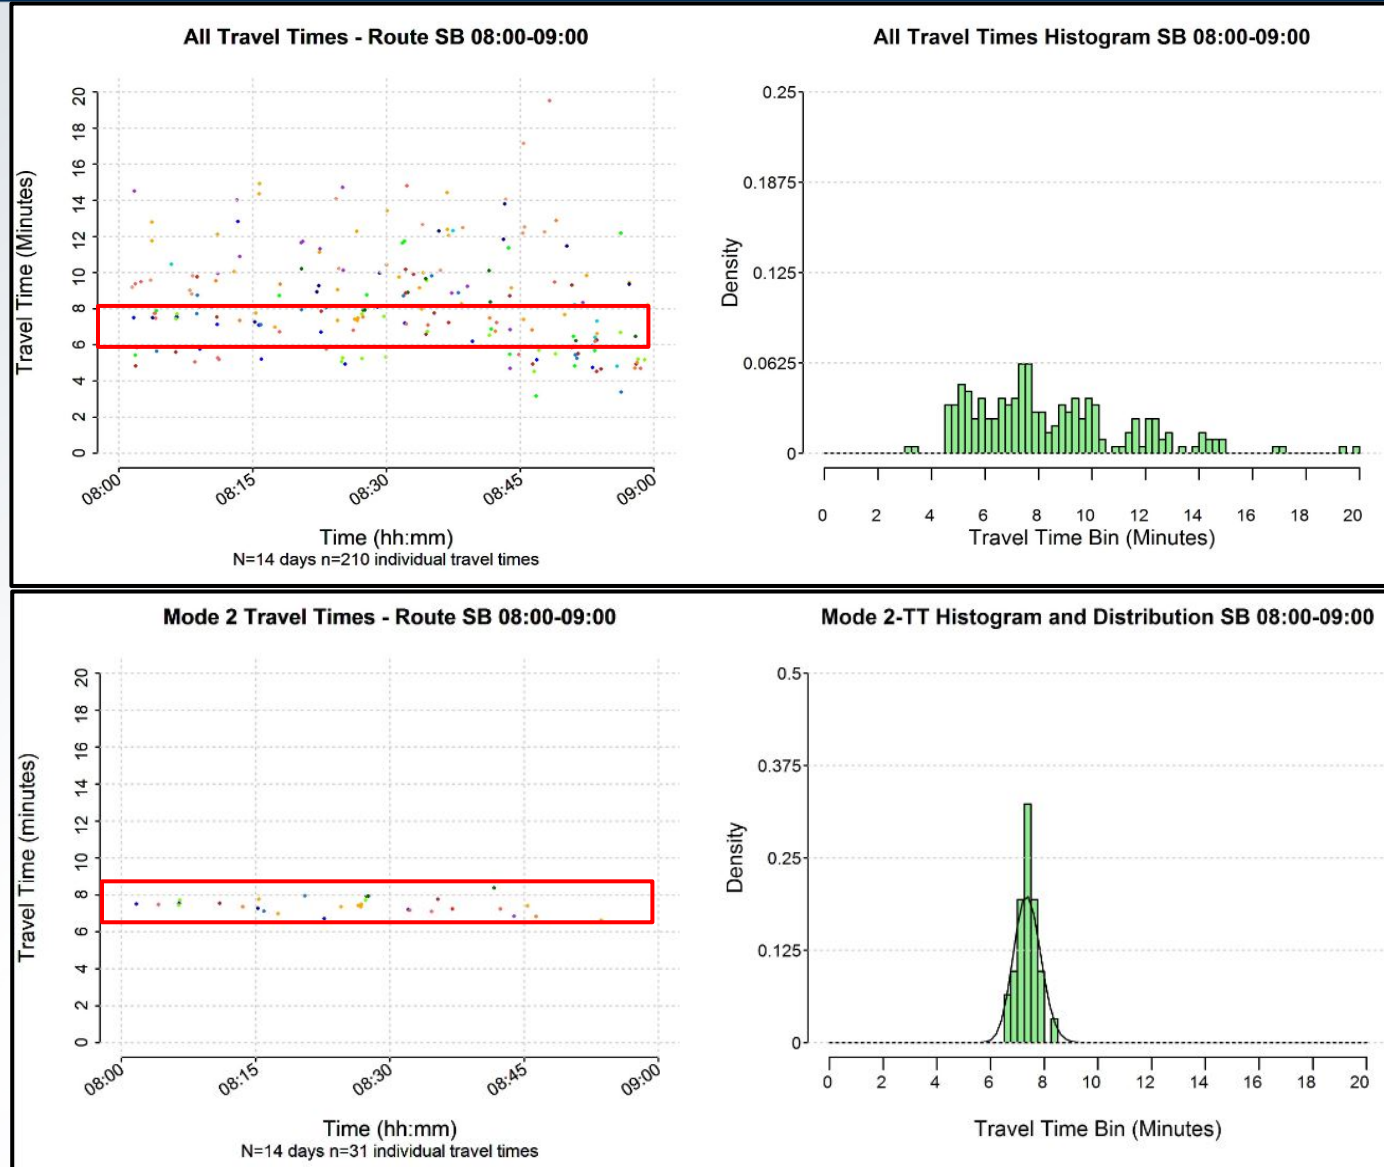 All Travel Times - Route SB 08:00-09:00
Travel Time (Minutes)
20
18
16
14
12
10
8
6
4
2
0
08:00
08:15
08:30
08:45
09:00
Time (hh:mm)
N=14 days n=210 individual travel times
All Travel Times Histogram SB 08:00-09:00
Density
0.25
0.1875
0.125
0.0625
0
0 2 4 6 8 10 12 14 16 18 20
Travel Time Bin (Minutes)
Mode 2 Travel Times - Route SB 08:00-09:00
Travel Time (minutes)
20
18
16
14
12
10
8
6
4
2
0
08:00
08:15
08:30
08:45
09:00
Time (hh:mm)
N=14 days n=31 individual travel times
Mode 2-TT Histogram and Distribution SB 08:00-09:00
Density
0.5
0.375
0.25
0.125
0
0 2 4 6 8 10 12 14 16 18 20
Travel Time Bin (Minutes)